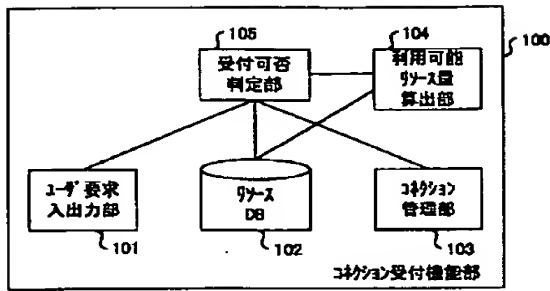 105
受付可否
判定部
104
利用可能
ﾘｿｰｽ量
算出部
100
ﾕｰｻﾞ要求
入出力部
101
ﾘｿｰｽ
DB
102
ｺﾈｸｼｮﾝ
管理部
103
ｺﾈｸｼｮﾝ受付機能部